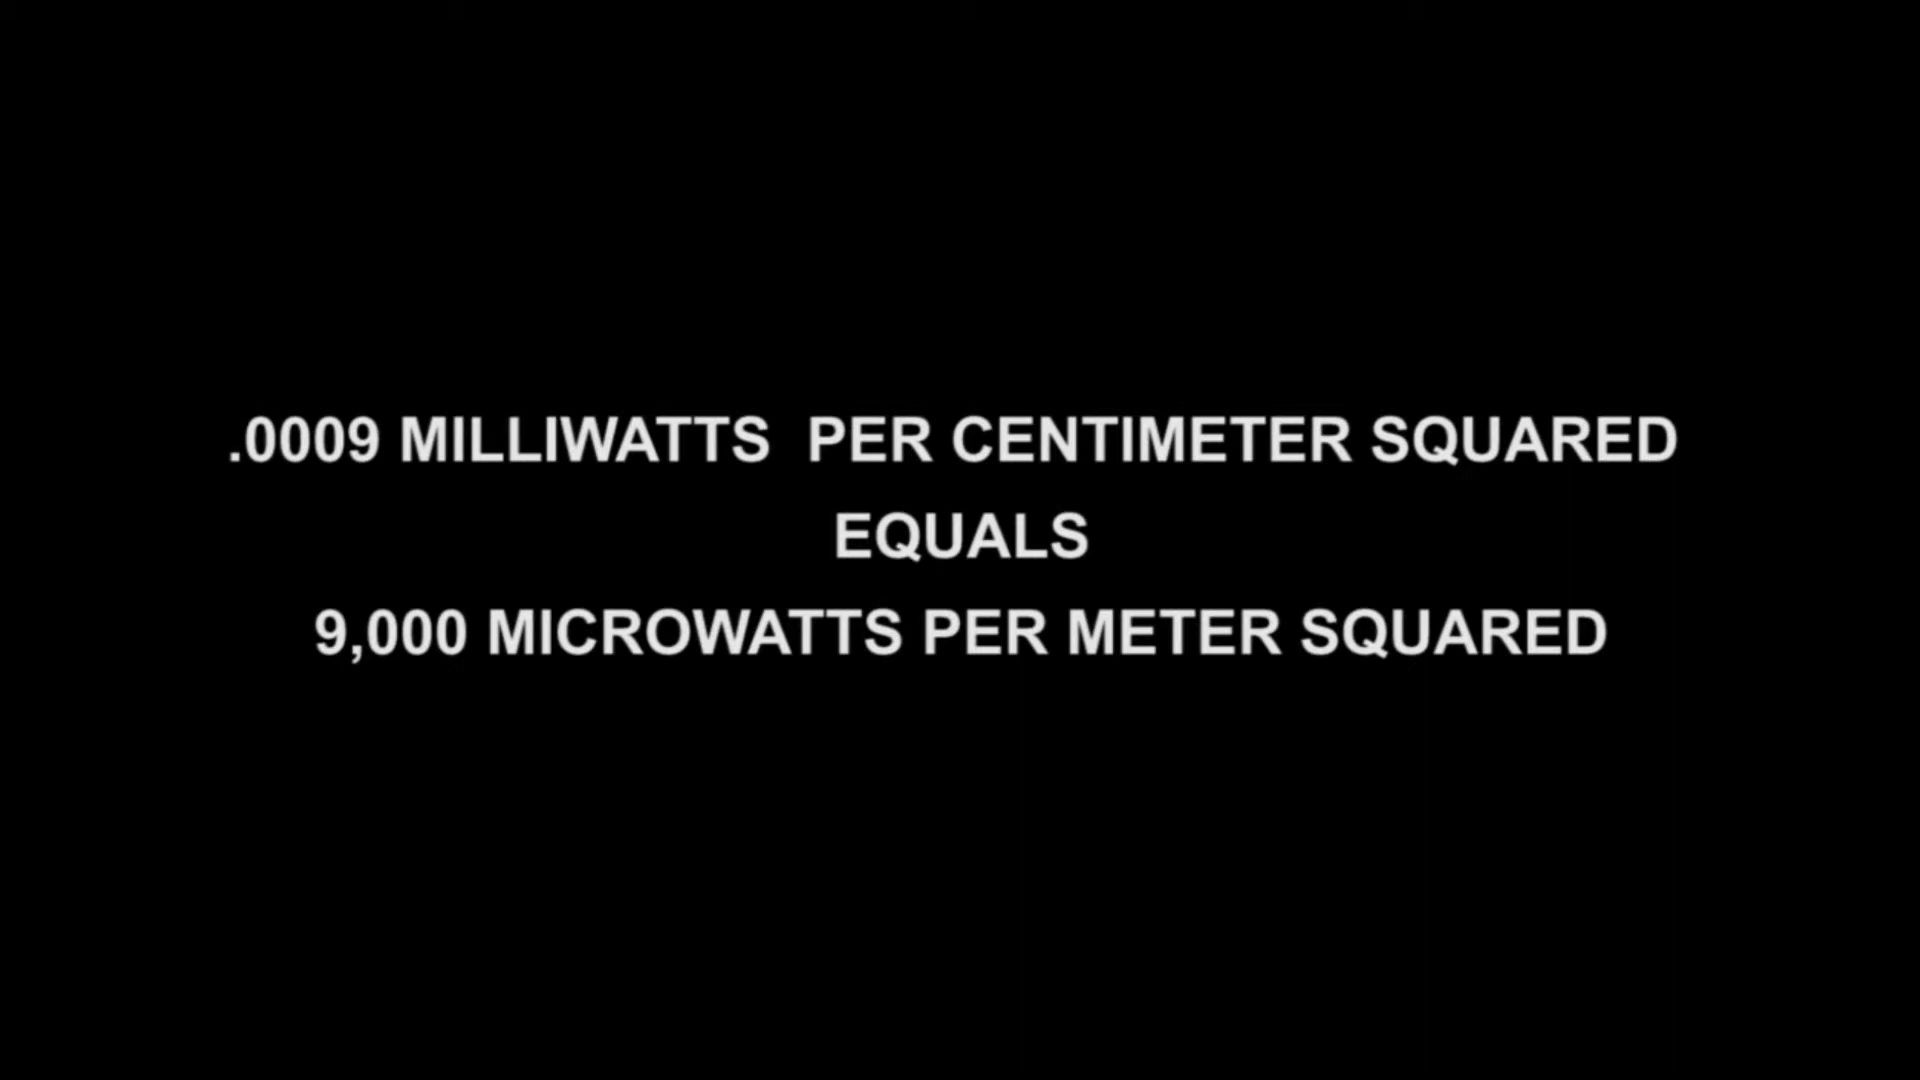 .0009 MILLIWATTS  PER CENTIMETER SQUARED
EQUALS
9,000 MICROWATTS PER METER SQUARED